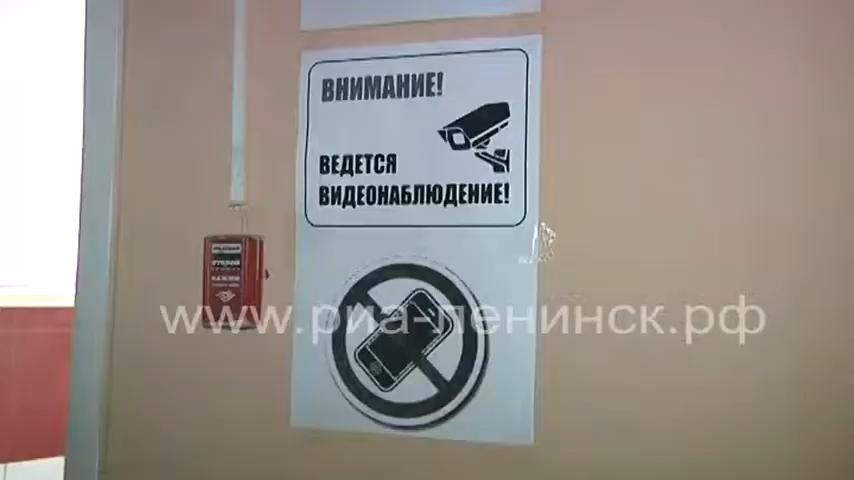 ВНИМАНИЕ!
ВЕДЕТСЯ
ВИДЕОНАБЛЮДЕНИЕ!
www.риа-ленинск.рф